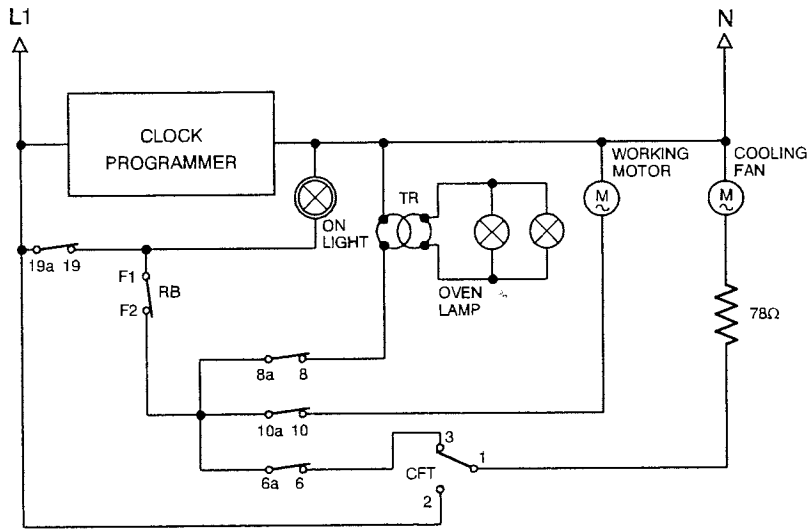 L1
N
CLOCK
PROGRAMMER
WORKING
MOTOR
COOLING
FAN
TR
M
M
ON
LIGHT
19a 19
F1
RB
F2
OVEN
LAMP
78Ω
8a 8
10a 10
3
1
6a 6
CFT
2